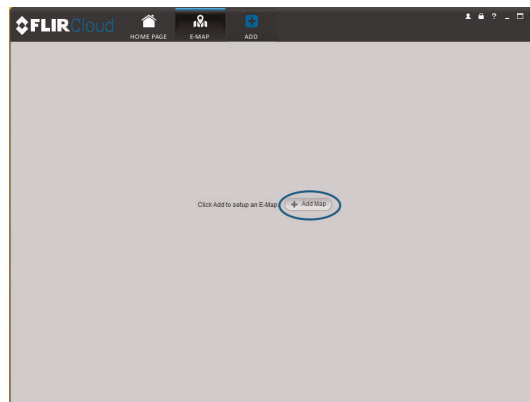 FLIRCloud
HOME PAGE
E-MAP
ADD
?
Click Add to setup an E-Map.
+ Add Map